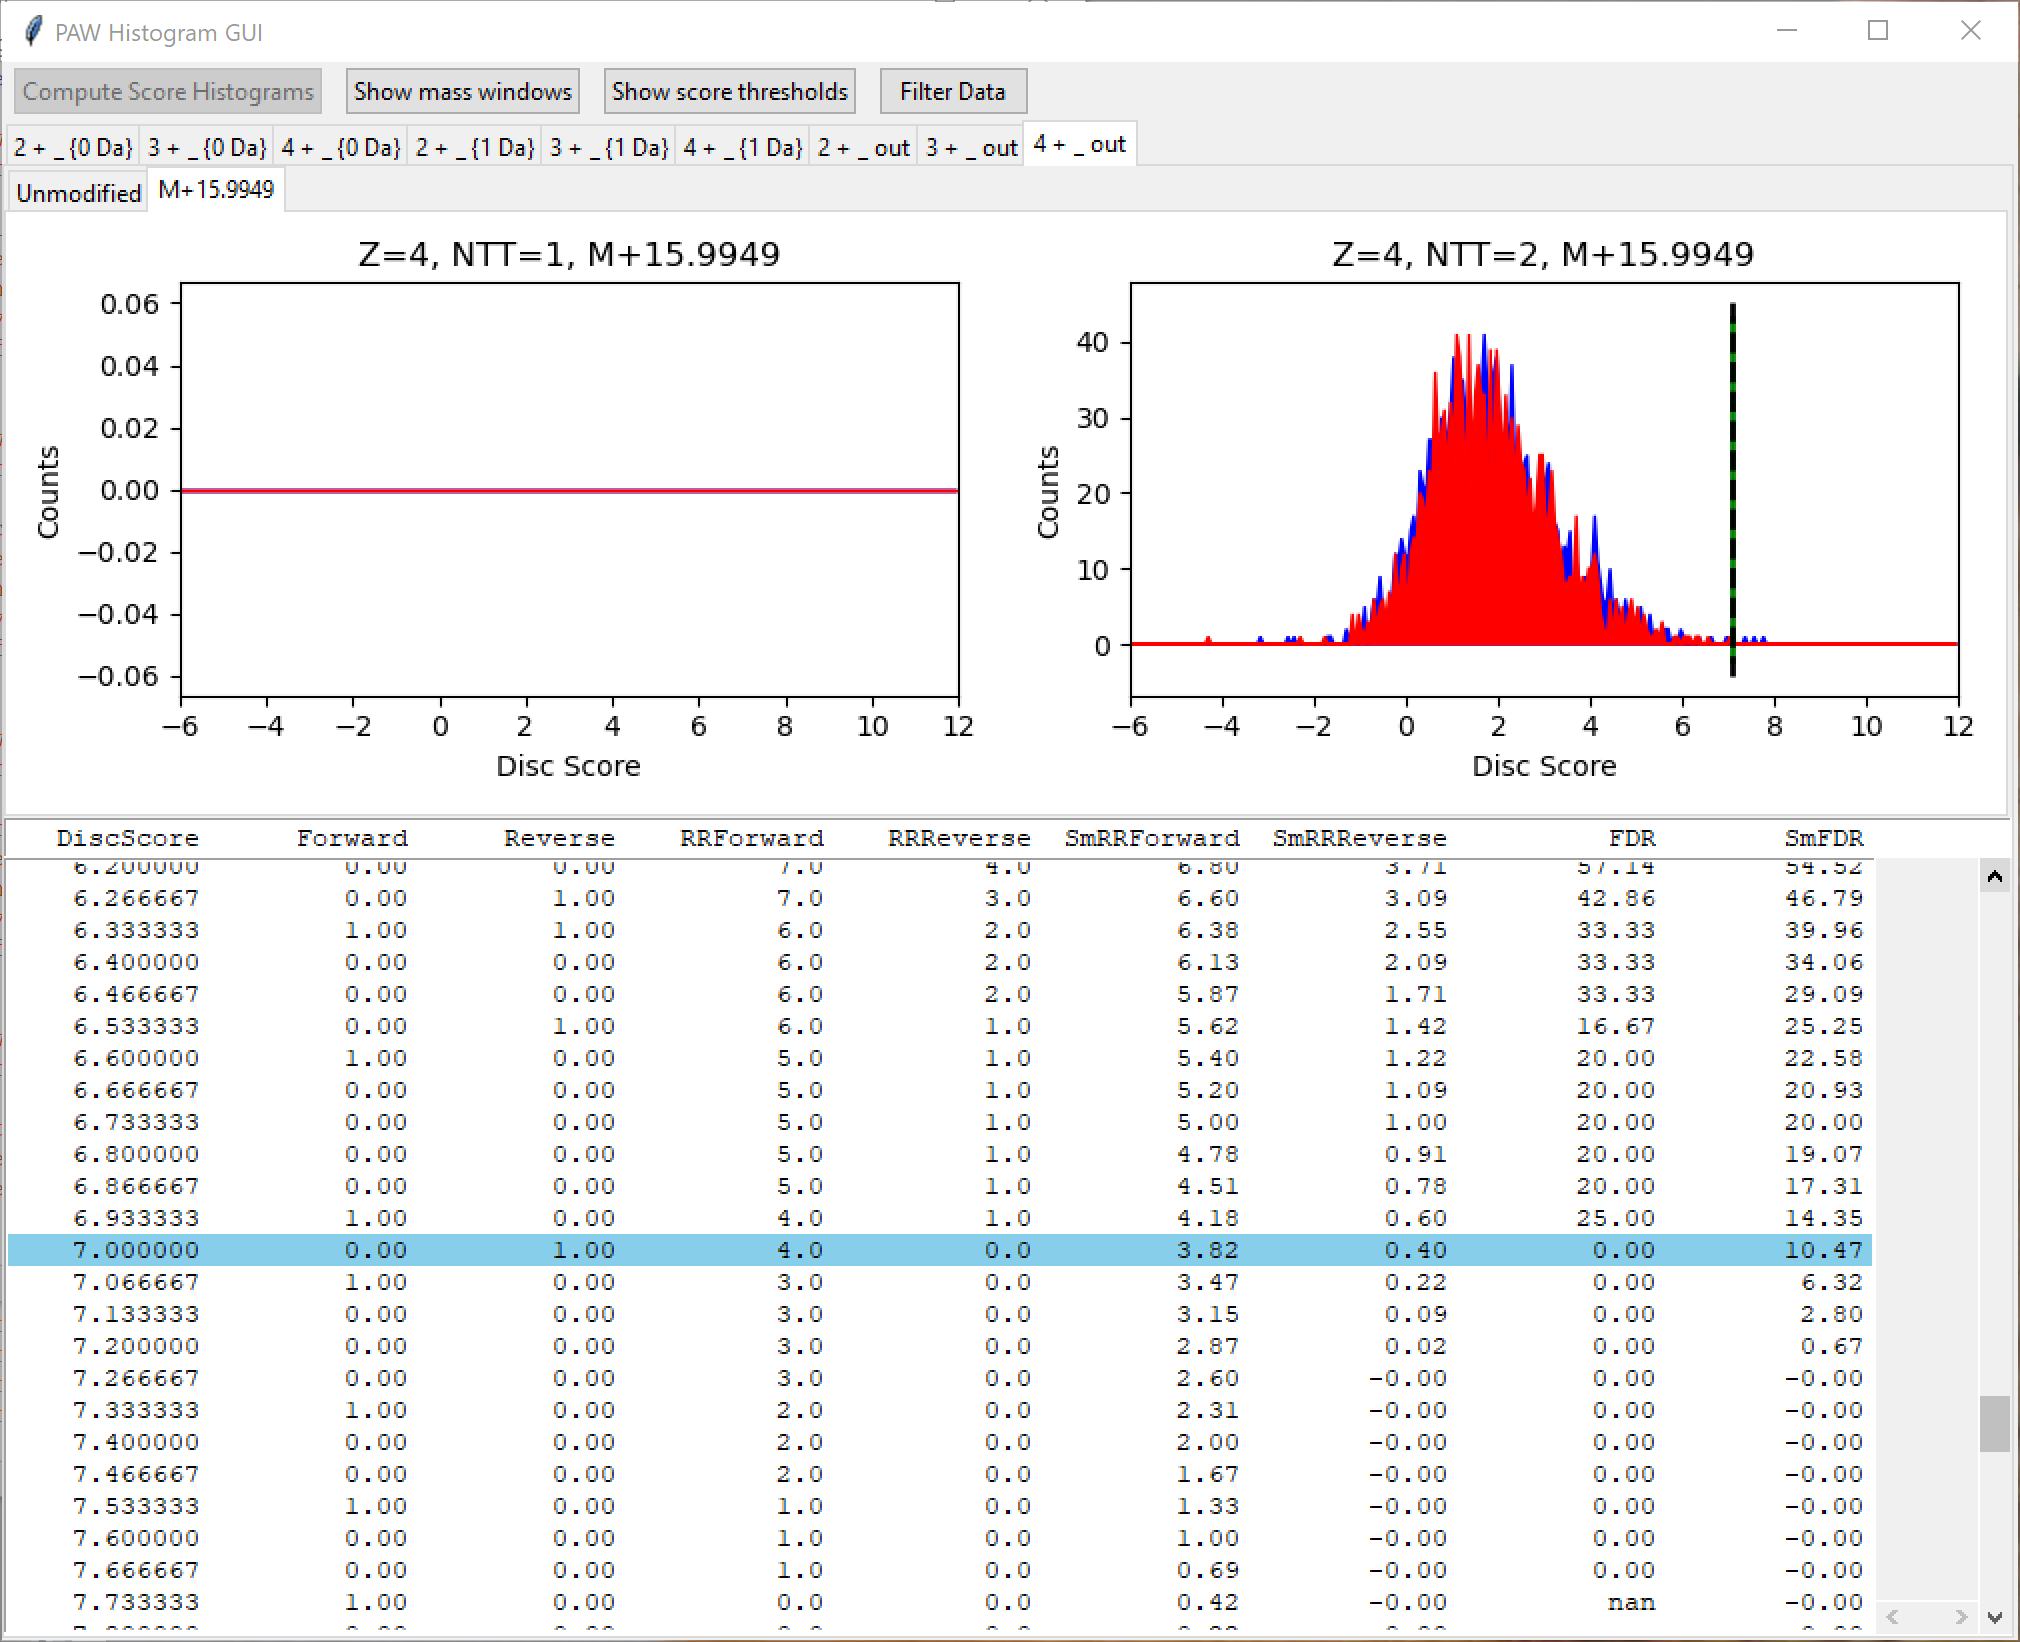 PAW Histogram GUI
Compute Score Histograms Show mass windows Show score thresholds Filter Data
2 + _ {0 Da} 3 + _ {0 Da} 4 + _ {0 Da} 2 + _ {1 Da} 3 + _ {1 Da} 4 + _ {1 Da} 2 + _ out 3 + _ out 4 + _ out
Unmodified M+15.9949
Z=4, NTT=1, M+15.9949
0.06
0.04
0.02
0.00
−0.02
−0.04
−0.06
Counts
−6 −4 −2 0 2 4 6 8 10 12
Disc Score
Z=4, NTT=2, M+15.9949
40
30
20
10
0
Counts
−6 −4 −2 0 2 4 6 8 10 12
Disc Score
DiscScore Forward Reverse RRForward RRReverse SmRRForward SmRRReverse FDR SmFDR
6.200000 0.00 0.00 7.0 4.0 6.80 3.71 57.14 54.52
6.266667 0.00 1.00 7.0 3.0 6.60 3.09 42.86 46.79
6.333333 1.00 1.00 6.0 2.0 6.38 2.55 33.33 39.96
6.400000 0.00 0.00 6.0 2.0 6.13 2.09 33.33 34.06
6.466667 0.00 0.00 6.0 2.0 5.87 1.71 33.33 29.09
6.533333 0.00 1.00 6.0 1.0 5.62 1.42 16.67 25.25
6.600000 1.00 0.00 5.0 1.0 5.40 1.22 20.00 22.58
6.666667 0.00 0.00 5.0 1.0 5.20 1.09 20.00 20.93
6.733333 0.00 0.00 5.0 1.0 5.00 1.00 20.00 20.00
6.800000 0.00 0.00 5.0 1.0 4.78 0.91 20.00 19.07
6.866667 0.00 0.00 5.0 1.0 4.51 0.78 20.00 17.31
6.933333 1.00 0.00 4.0 1.0 4.18 0.60 25.00 14.35
7.000000 0.00 1.00 4.0 0.0 3.82 0.40 0.00 10.47
7.066667 1.00 0.00 3.0 0.0 3.47 0.22 0.00 6.32
7.133333 0.00 0.00 3.0 0.0 3.15 0.09 0.00 2.80
7.200000 0.00 0.00 3.0 0.0 2.87 0.02 0.00 0.67
7.266667 0.00 0.00 3.0 0.0 2.60 -0.00 0.00 -0.00
7.333333 1.00 0.00 2.0 0.0 2.31 -0.00 0.00 -0.00
7.400000 0.00 0.00 2.0 0.0 2.00 -0.00 0.00 -0.00
7.466667 0.00 0.00 2.0 0.0 1.67 -0.00 0.00 -0.00
7.533333 1.00 0.00 1.0 0.0 1.33 -0.00 0.00 -0.00
7.600000 0.00 0.00 1.0 0.0 1.00 -0.00 0.00 -0.00
7.666667 0.00 0.00 1.0 0.0 0.69 -0.00 0.00 -0.00
7.733333 1.00 0.00 0.0 0.0 0.42 -0.00 nan -0.00